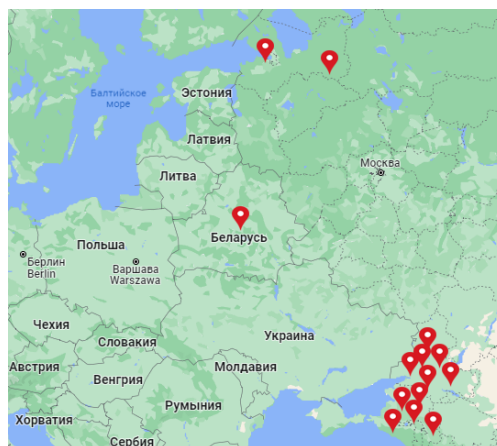 Балтийское
море
Эстония
Латвия
Москва
Литва
Беларусь
Польша
Берлин
Berlin
Варшава
Warszawa
Чехия
Украина
Словакия
Австрия
Венгрия
Молдавия
Румыния
Хорватия
Сербия